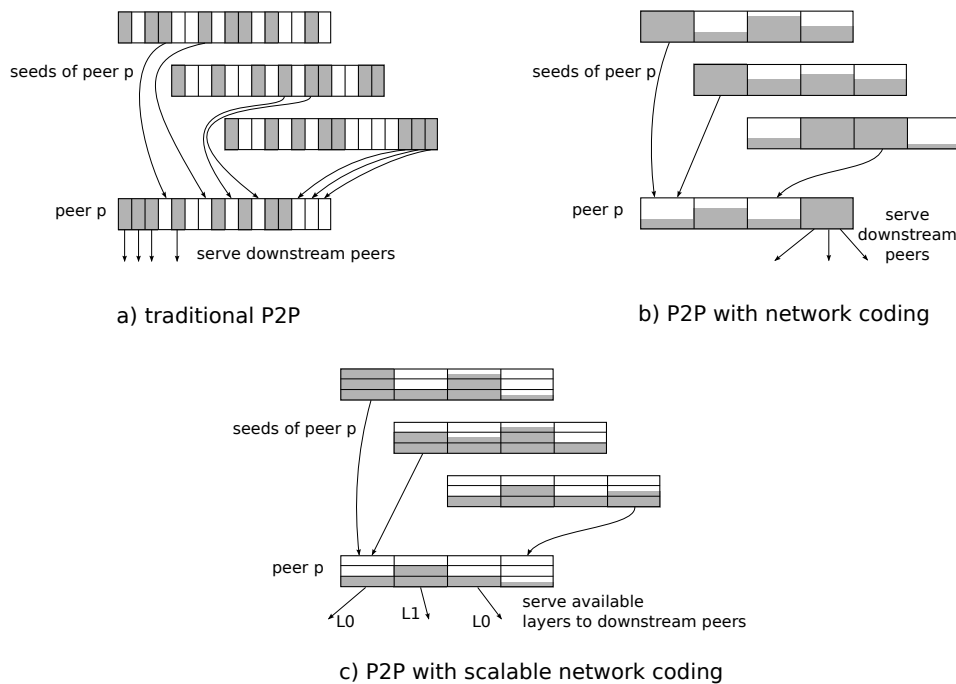 seeds of peer p
peer p
serve downstream peers
a) traditional P2P
seeds of peer p
peer p
serve
downstream
peers
b) P2P with network coding
seeds of peer p
peer p
L0
L1
L0
serve available
layers to downstream peers
c) P2P with scalable network coding